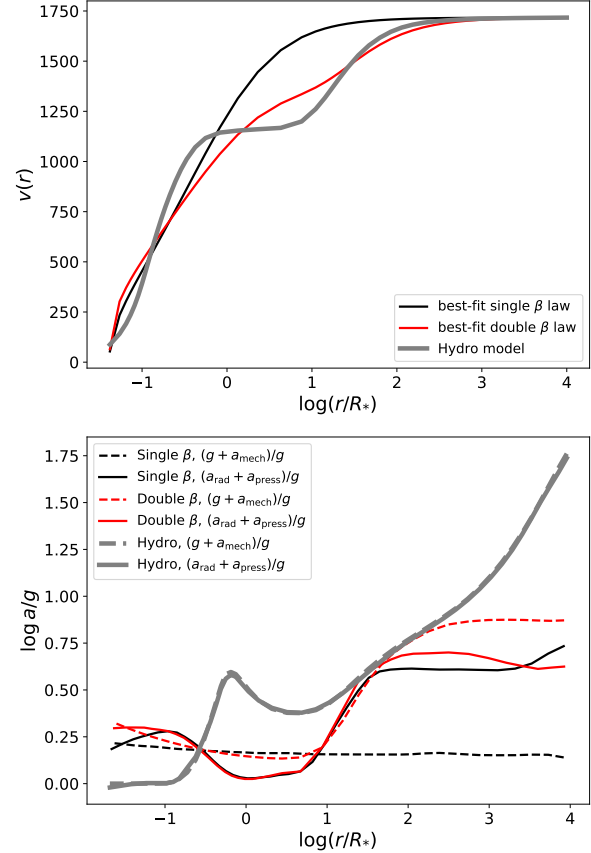 1750
1500
1250
1000
750
500
250
0
v(r)
best-fit single β law
best-fit double β law
Hydro model
−1 0 1 2 3 4
log(r/R*)
1.75
1.50
1.25
1.00
0.75
0.50
0.25
0.00
log a/g
Single β, (g + a_mech)/g
Single β, (a_rad + a_press)/g
Double β, (g + a_mech)/g
Double β, (a_rad + a_press)/g
Hydro, (g + a_mech)/g
Hydro, (a_rad + a_press)/g
−1 0 1 2 3 4
log(r/R*)